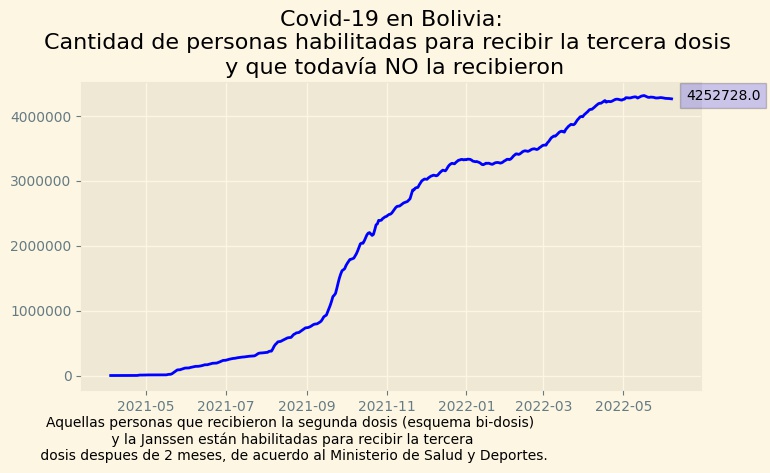 Covid-19 en Bolivia:
Cantidad de personas habilitadas para recibir la tercera dosis
y que todavía NO la recibieron
4252728.0
4000000
3000000
2000000
1000000
0
2021-05 2021-07 2021-09 2021-11 2022-01 2022-03 2022-05
Aquellas personas que recibieron la segunda dosis (esquema bi-dosis)
y la Janssen están habilitadas para recibir la tercera
dosis despues de 2 meses, de acuerdo al Ministerio de Salud y Deportes.